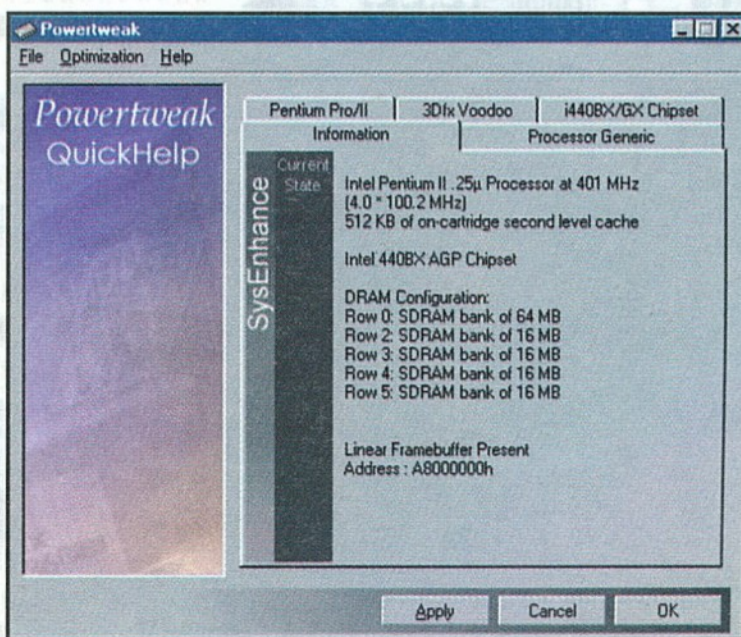 Powertweak
File Optimization Help
Powertweak
QuickHelp
Pentium Pro/II 3Dfx Voodoo i440BX/GX Chipset
Information Processor Generic
SysEnhance
Current
State
Intel Pentium II .25µ Processor at 401 MHz
(4.0 * 100.2 MHz)
512 KB of on-cartridge second level cache
Intel 440BX AGP Chipset
DRAM Configuration:
Row 0: SDRAM bank of 64 MB
Row 2: SDRAM bank of 16 MB
Row 3: SDRAM bank of 16 MB
Row 4: SDRAM bank of 16 MB
Row 5: SDRAM bank of 16 MB
Linear Framebuffer Present
Address : A8000000h
Apply Cancel OK